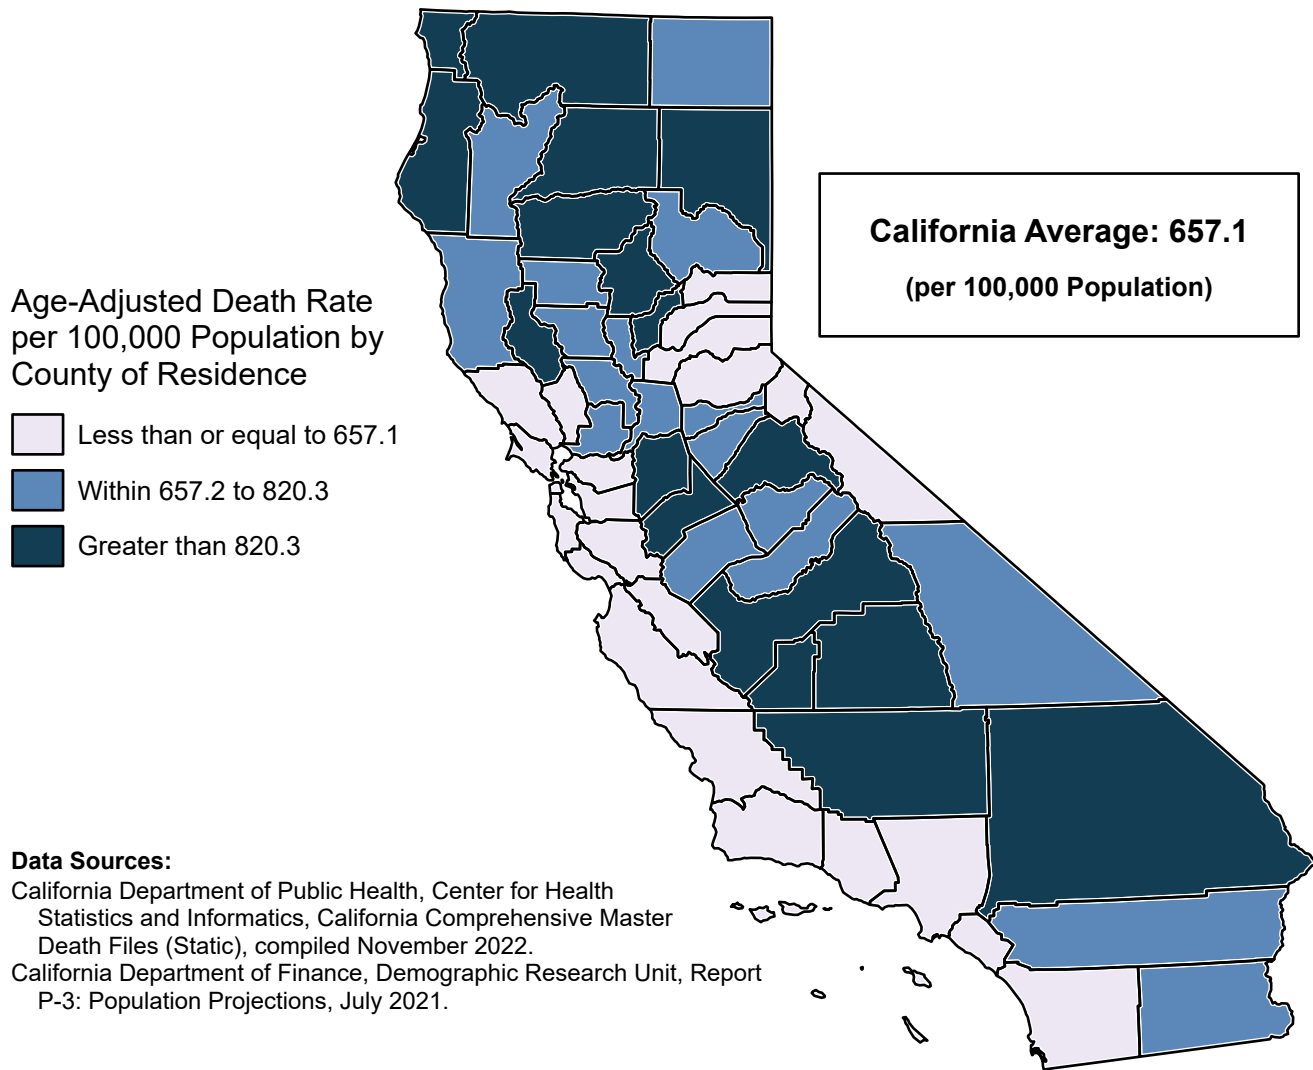 California Average: 657.1
(per 100,000 Population)
Age-Adjusted Death Rate
per 100,000 Population by
County of Residence
Less than or equal to 657.1
Within 657.2 to 820.3
Greater than 820.3
Data Sources:
California Department of Public Health, Center for Health
Statistics and Informatics, California Comprehensive Master
Death Files (Static), compiled November 2022.
California Department of Finance, Demographic Research Unit, Report
P-3: Population Projections, July 2021.